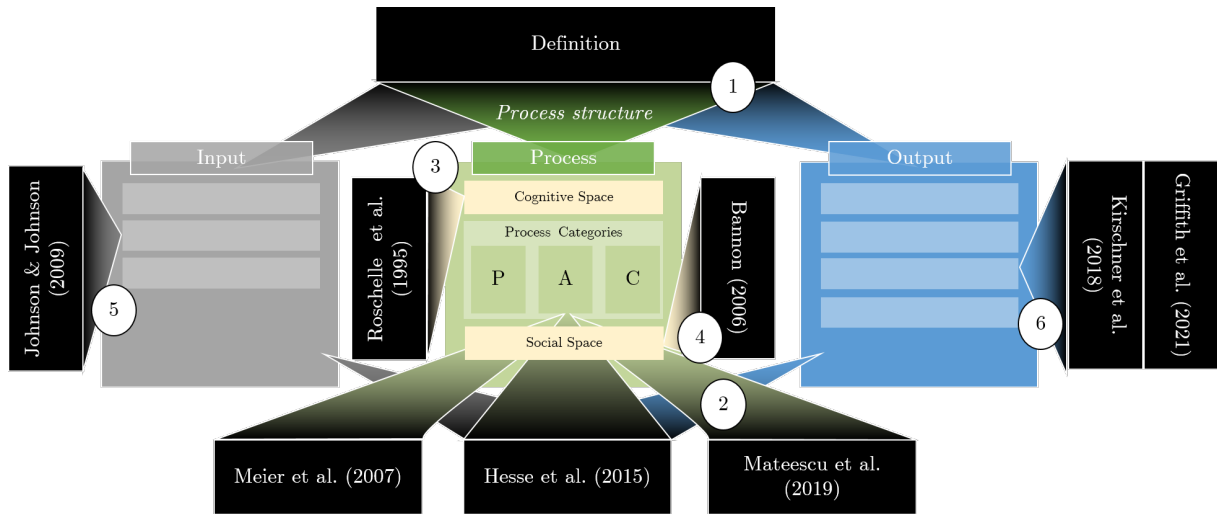 Definition
1
Process structure
Input
Process
Output
3
Johnson & Johnson
(2009)
Roschelle et al.
(1995)
Cognitive Space
Process Categories
P
A
C
Social Space
Bannon (2006)
Kirschner et al.
(2018)
Griffith et al. (2021)
5
4
6
2
Meier et al. (2007)
Hesse et al. (2015)
Mateescu et al.
(2019)